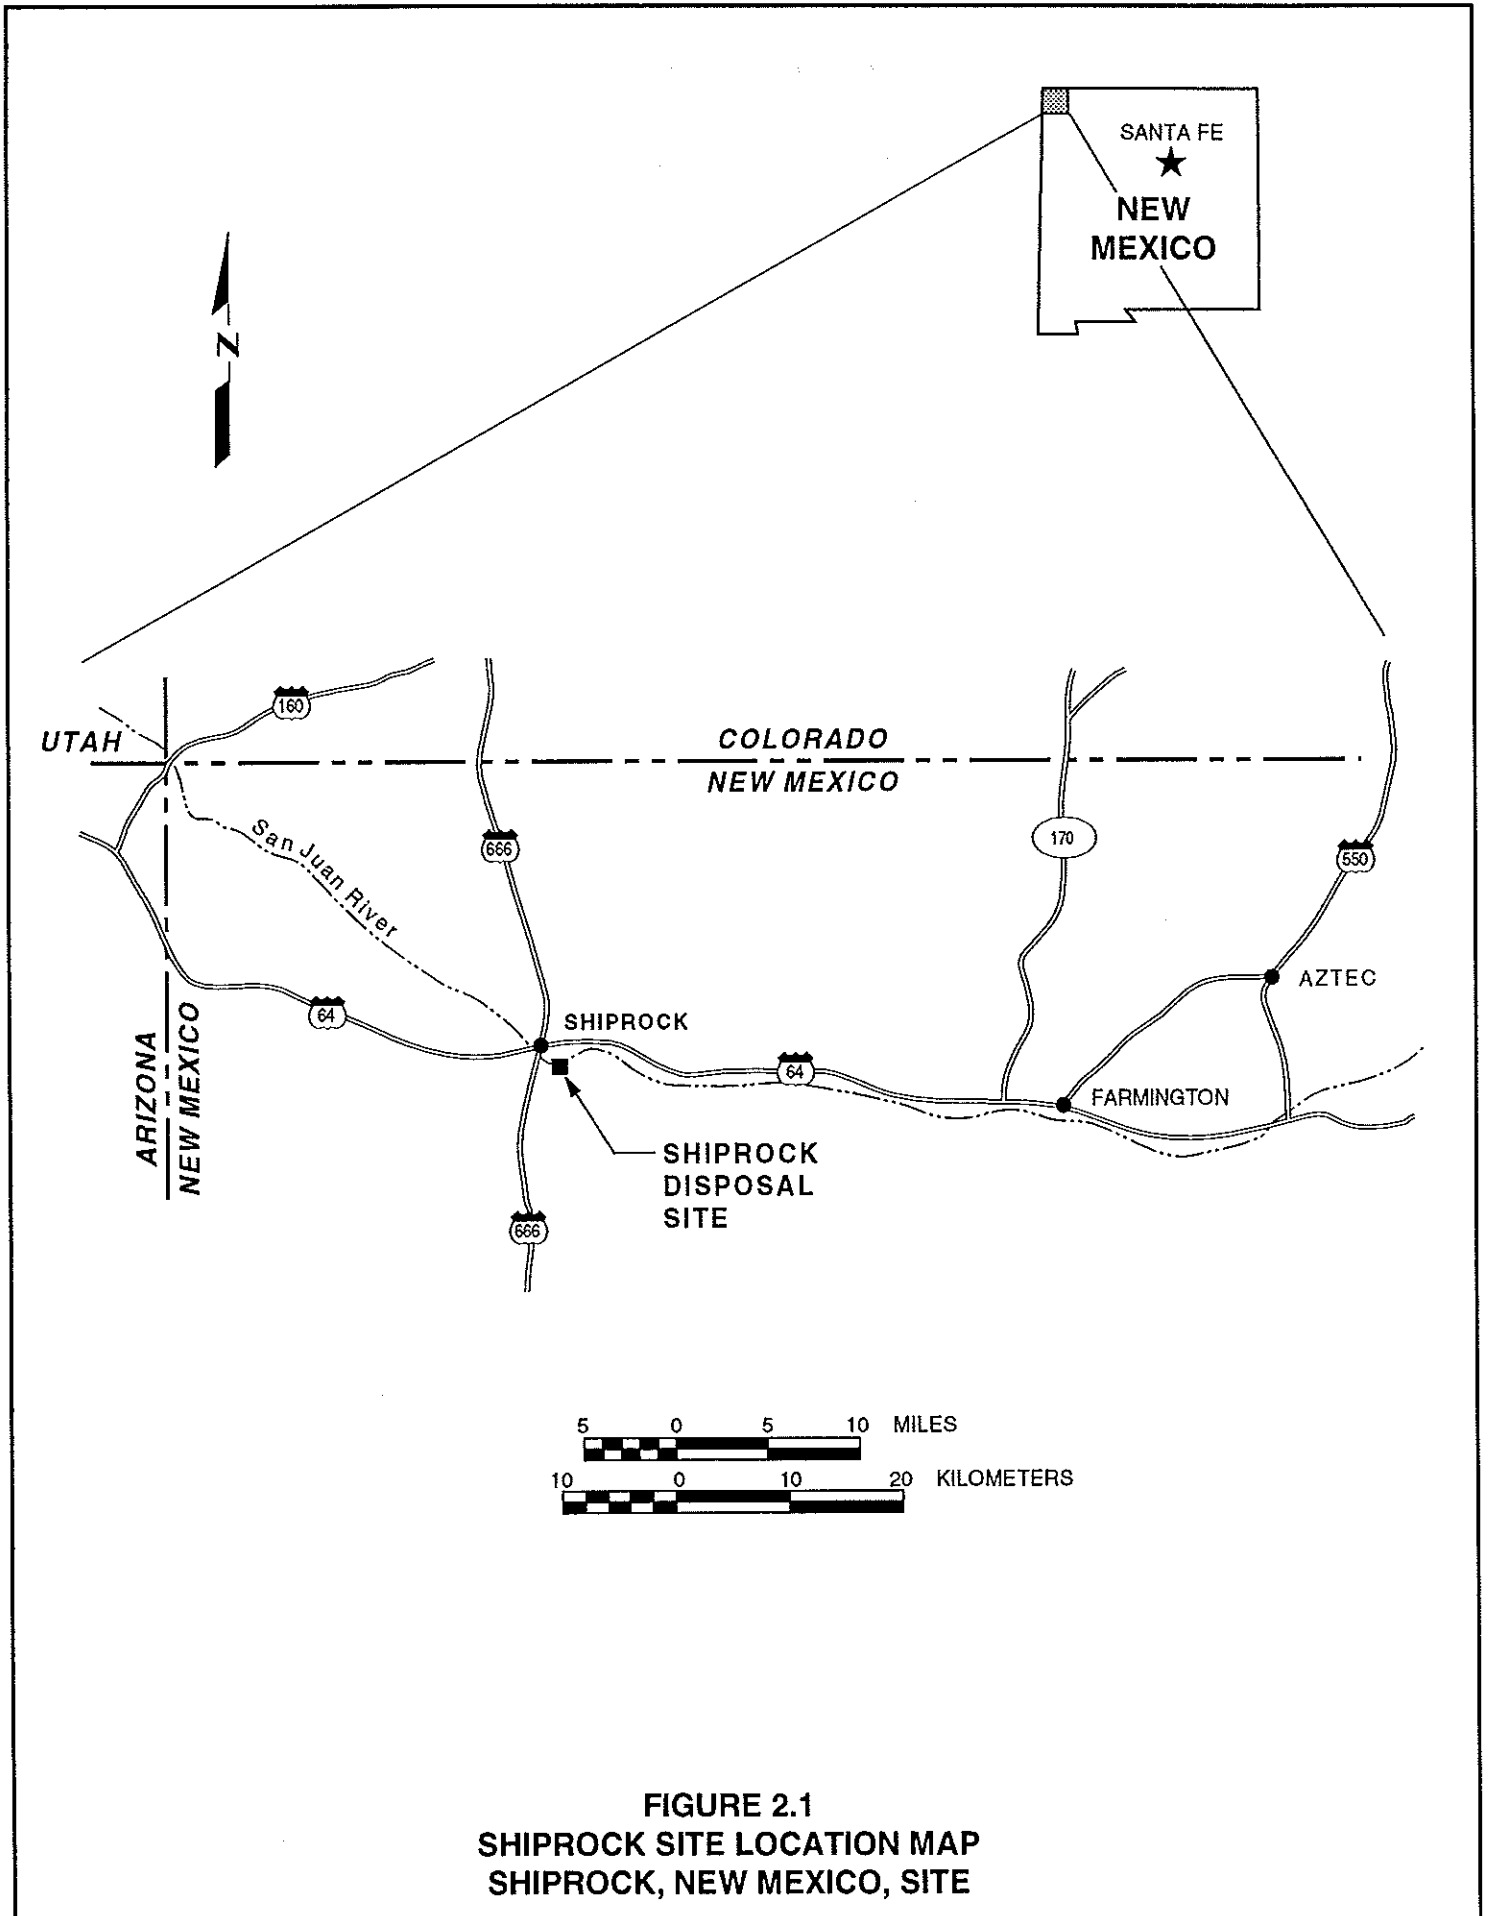 SANTA FE
NEW
MEXICO
N
160
UTAH
COLORADO
NEW MEXICO
San Juan River
666
170
550
AZTEC
64
SHIPROCK
ARIZONA
NEW MEXICO
64
FARMINGTON
SHIPROCK
DISPOSAL
SITE
666
5 0 5 10 MILES
10 0 10 20 KILOMETERS
FIGURE 2.1
SHIPROCK SITE LOCATION MAP
SHIPROCK, NEW MEXICO, SITE